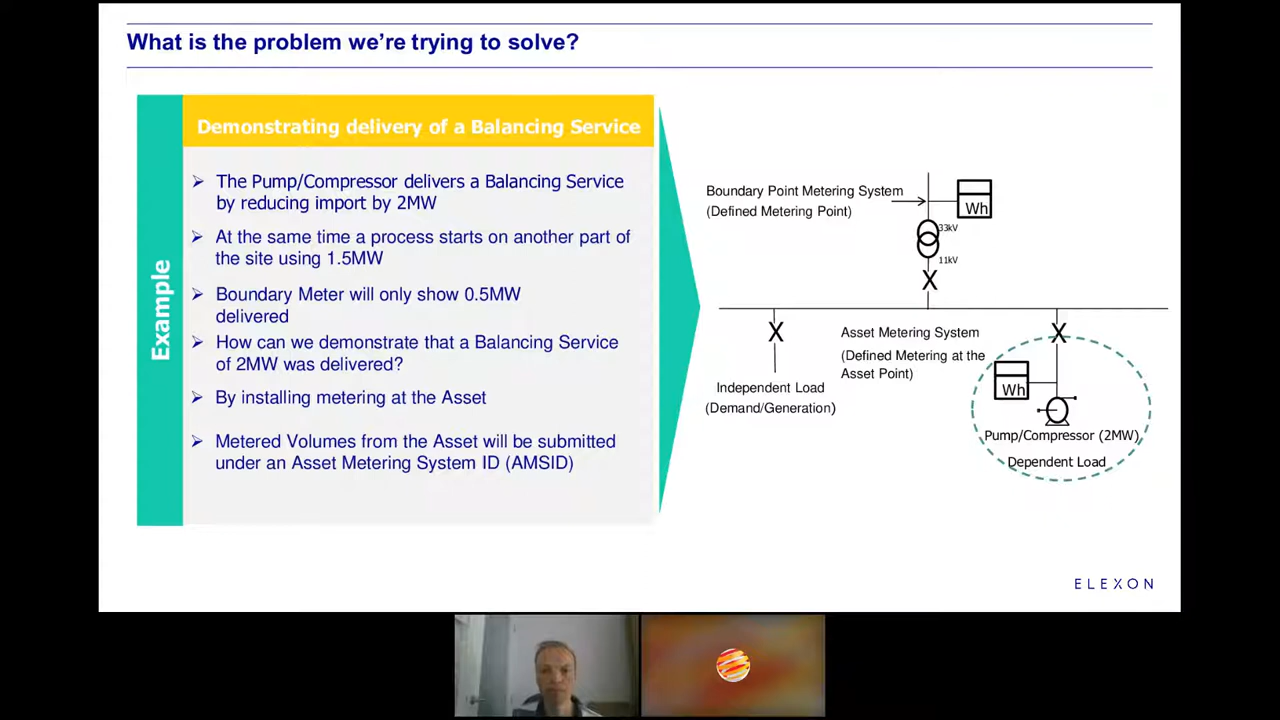 What is the problem we're trying to solve?
Example
Demonstrating delivery of a Balancing Service
➢ The Pump/Compressor delivers a Balancing Service
by reducing import by 2MW
➢ At the same time a process starts on another part of
the site using 1.5MW
➢ Boundary Meter will only show 0.5MW
delivered
➢ How can we demonstrate that a Balancing Service
of 2MW was delivered?
➢ By installing metering at the Asset
➢ Metered Volumes from the Asset will be submitted
under an Asset Metering System ID (AMSID)
Boundary Point Metering System
(Defined Metering Point)
Wh
33kV
11kV
X
X
Independent Load
(Demand/Generation)
Asset Metering System
(Defined Metering at the
Asset Point)
X
Wh
Pump/Compressor (2MW)
Dependent Load
ELEXON